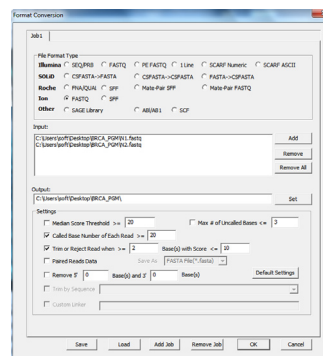 Format Conversion
Job1
File Format Type
Illumina SEQ/PRB FASTQ PE FASTQ 1 Line SCARF Numeric SCARF ASCII
SOLiD CSFASTA->FASTA CSFASTA->CSFASTA FASTA->CSFASTA
Roche FNA/QUAL SFF Mate-Pair SFF Mate-Pair FASTQ
Ion FASTQ SFF
Other SAGE Library ABI/AB1 SCF
Input:
C:\Users\soft\Desktop\BRCA_PGM\N1.fastq
C:\Users\soft\Desktop\BRCA_PGM\N2.fastq
Add
Remove
Remove All
Output:
C:\Users\soft\Desktop\BRCA_PGM\
Set
Settings
Median Score Threshold >= 20 Max # of Uncalled Bases <= 3
Called Base Number of Each Read >= 20
Trim or Reject Read when >= 2 Base(s) with Score <= 10
Paired Reads Data Save As FASTA File(*.fasta)
Remove 5' 0 Base(s) and 3' 0 Base(s) Default Settings
Trim by Sequence
Custom Linker
Save Load Add Job Remove Job OK Cancel